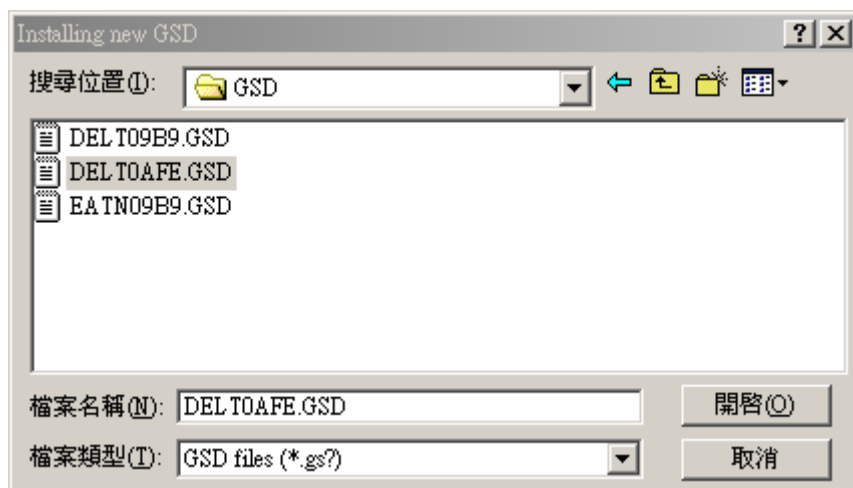 Installing new GSD
搜尋位置(I): GSD
DELT09B9.GSD
DELT0AFE.GSD
EATN09B9.GSD
檔案名稱(N): DELT0AFE.GSD 開啓(O)
檔案類型(T): GSD files (*.gs?) 取消